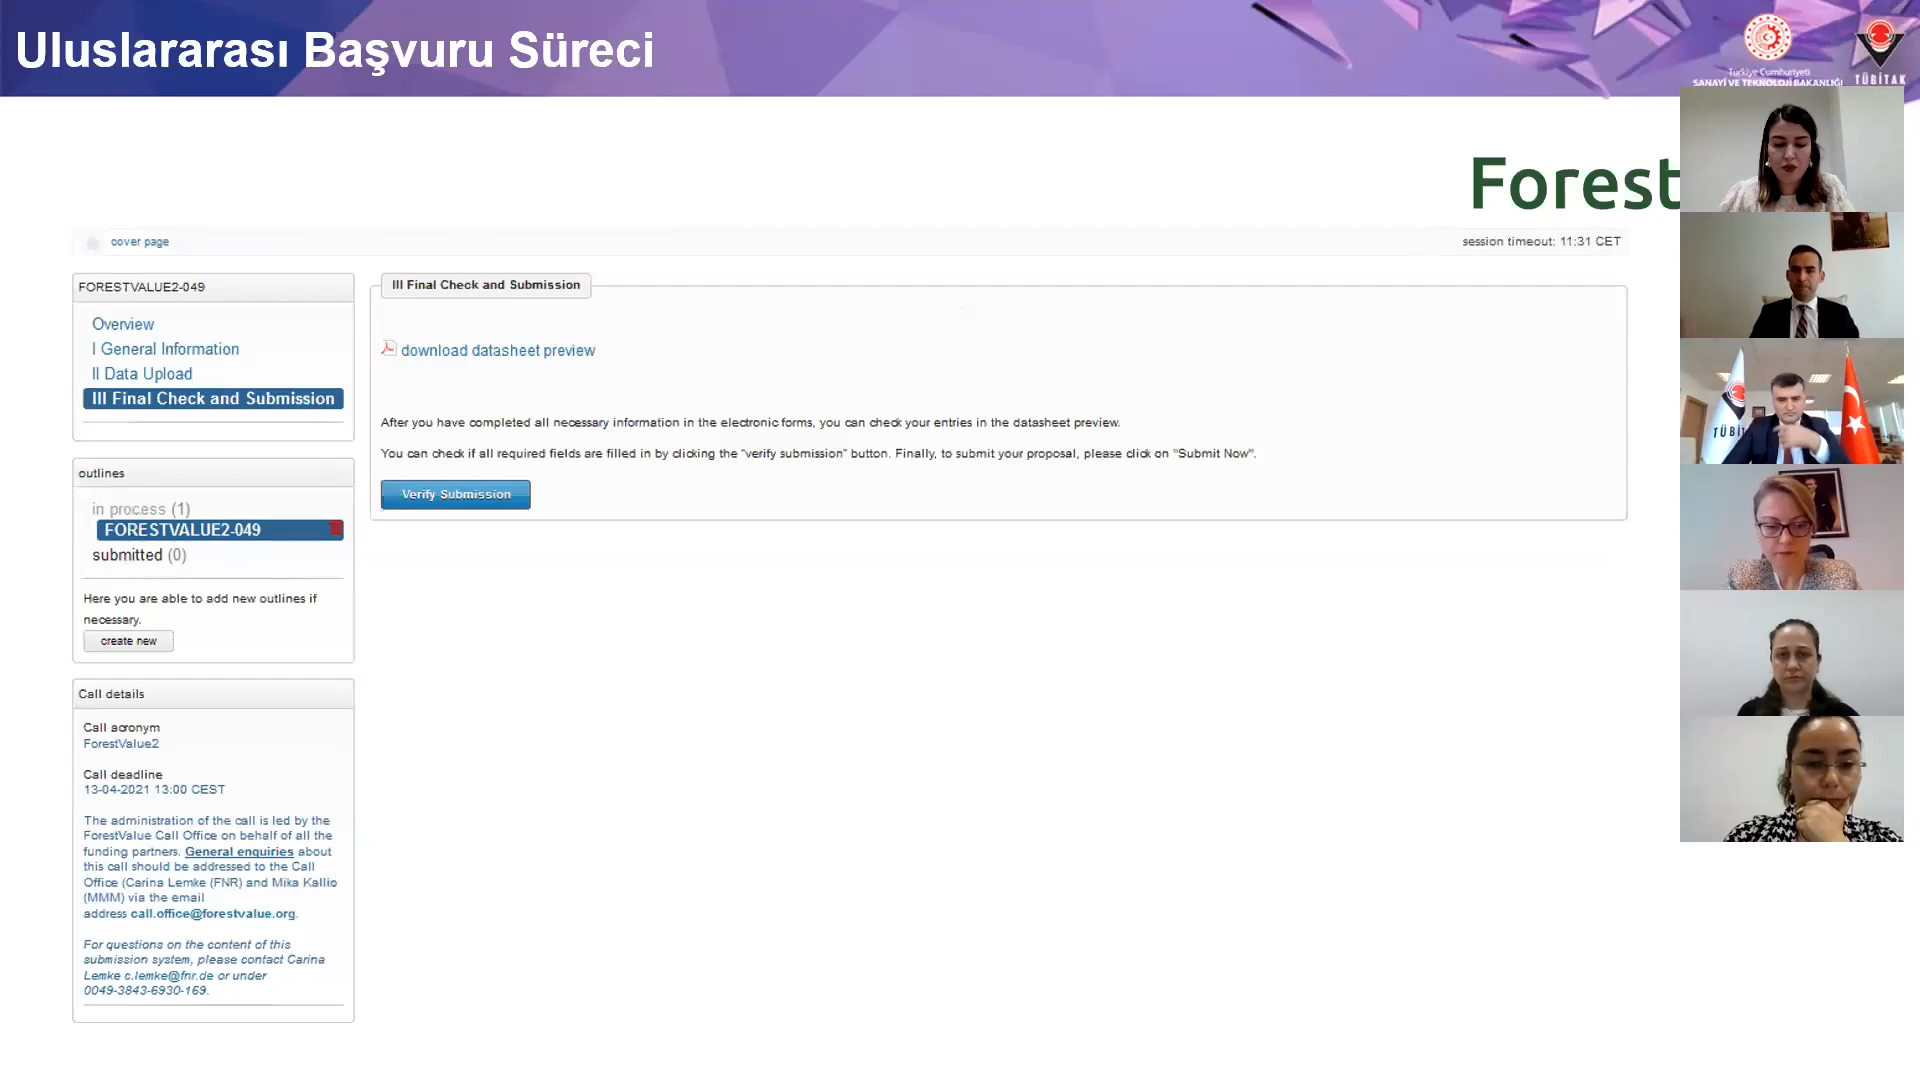 Uluslararası Başvuru Süreci
Türkiye Cumhuriyeti
SANAYİ VE TEKNOLOJİ BAKANLIĞI
TÜBİTAK
Forest
cover page
session timeout: 11:31 CET
FORESTVALUE2-049
Overview
I General Information
II Data Upload
III Final Check and Submission
outlines
in process (1)
FORESTVALUE2-049
submitted (0)
Here you are able to add new outlines if
necessary.
create new
Call details
Call acronym
ForestValue2
Call deadline
13-04-2021 13:00 CEST
The administration of the call is led by the
ForestValue Call Office on behalf of all the
funding partners. General enquiries about
this call should be addressed to the Call
Office (Carina Lemke (FNR) and Mika Kallio
(MMM) via the email
address call.office@forestvalue.org.
For questions on the content of this
submission system, please contact Carina
Lemke c.lemke@fnr.de or under
0049-3843-6930-169.
III Final Check and Submission
download datasheet preview
After you have completed all necessary information in the electronic forms, you can check your entries in the datasheet preview.
You can check if all required fields are filled in by clicking the "verify submission" button. Finally, to submit your proposal, please click on "Submit Now".
Verify Submission
TÜBİ